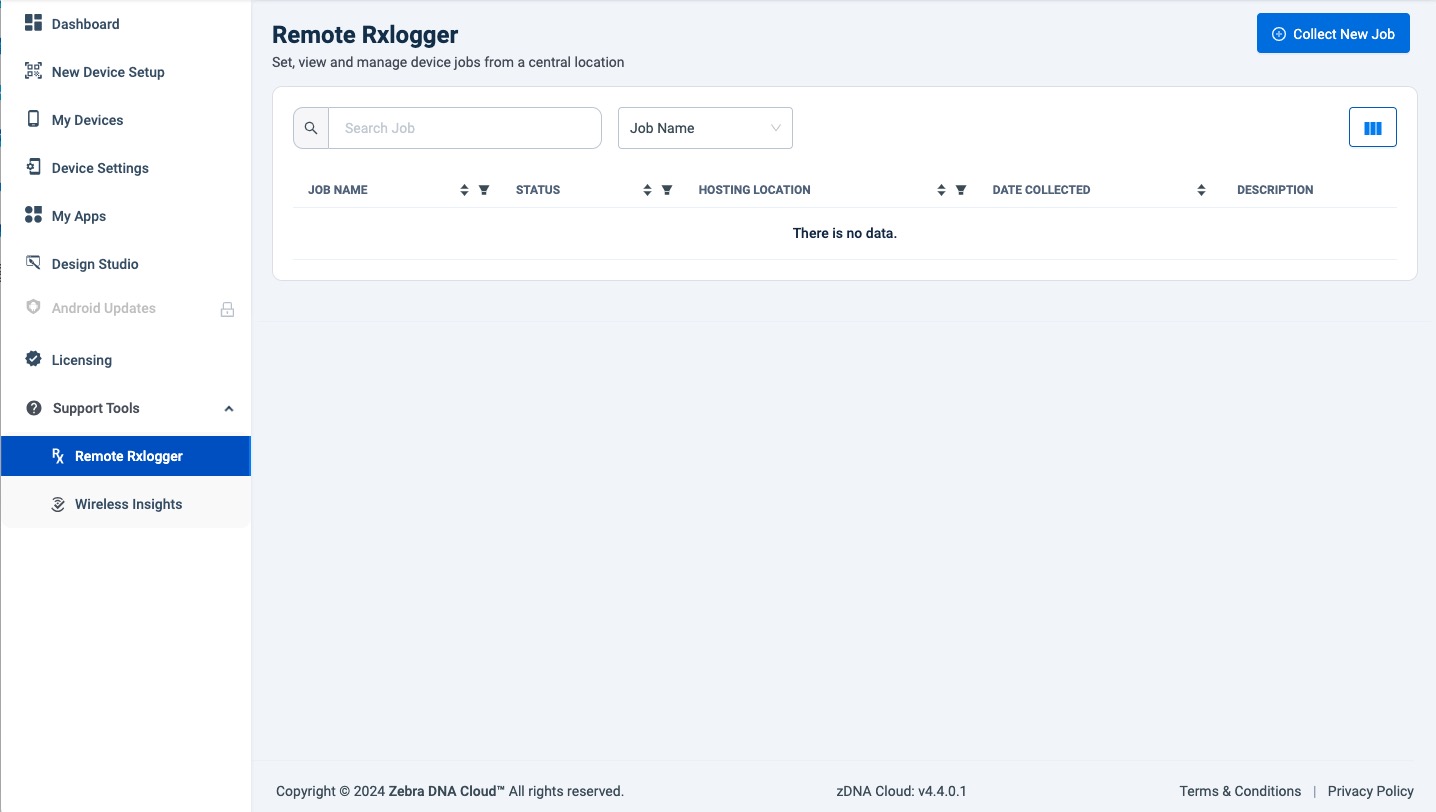 Dashboard
New Device Setup
My Devices
Device Settings
My Apps
Design Studio
Android Updates
Licensing
Support Tools
Remote Rxlogger
Wireless Insights
Remote Rxlogger
Set, view and manage device jobs from a central location
Collect New Job
Search Job
Job Name
JOB NAME STATUS HOSTING LOCATION DATE COLLECTED DESCRIPTION
There is no data.
Copyright © 2024 Zebra DNA Cloud™ All rights reserved. zDNA Cloud: v4.4.0.1 Terms & Conditions | Privacy Policy